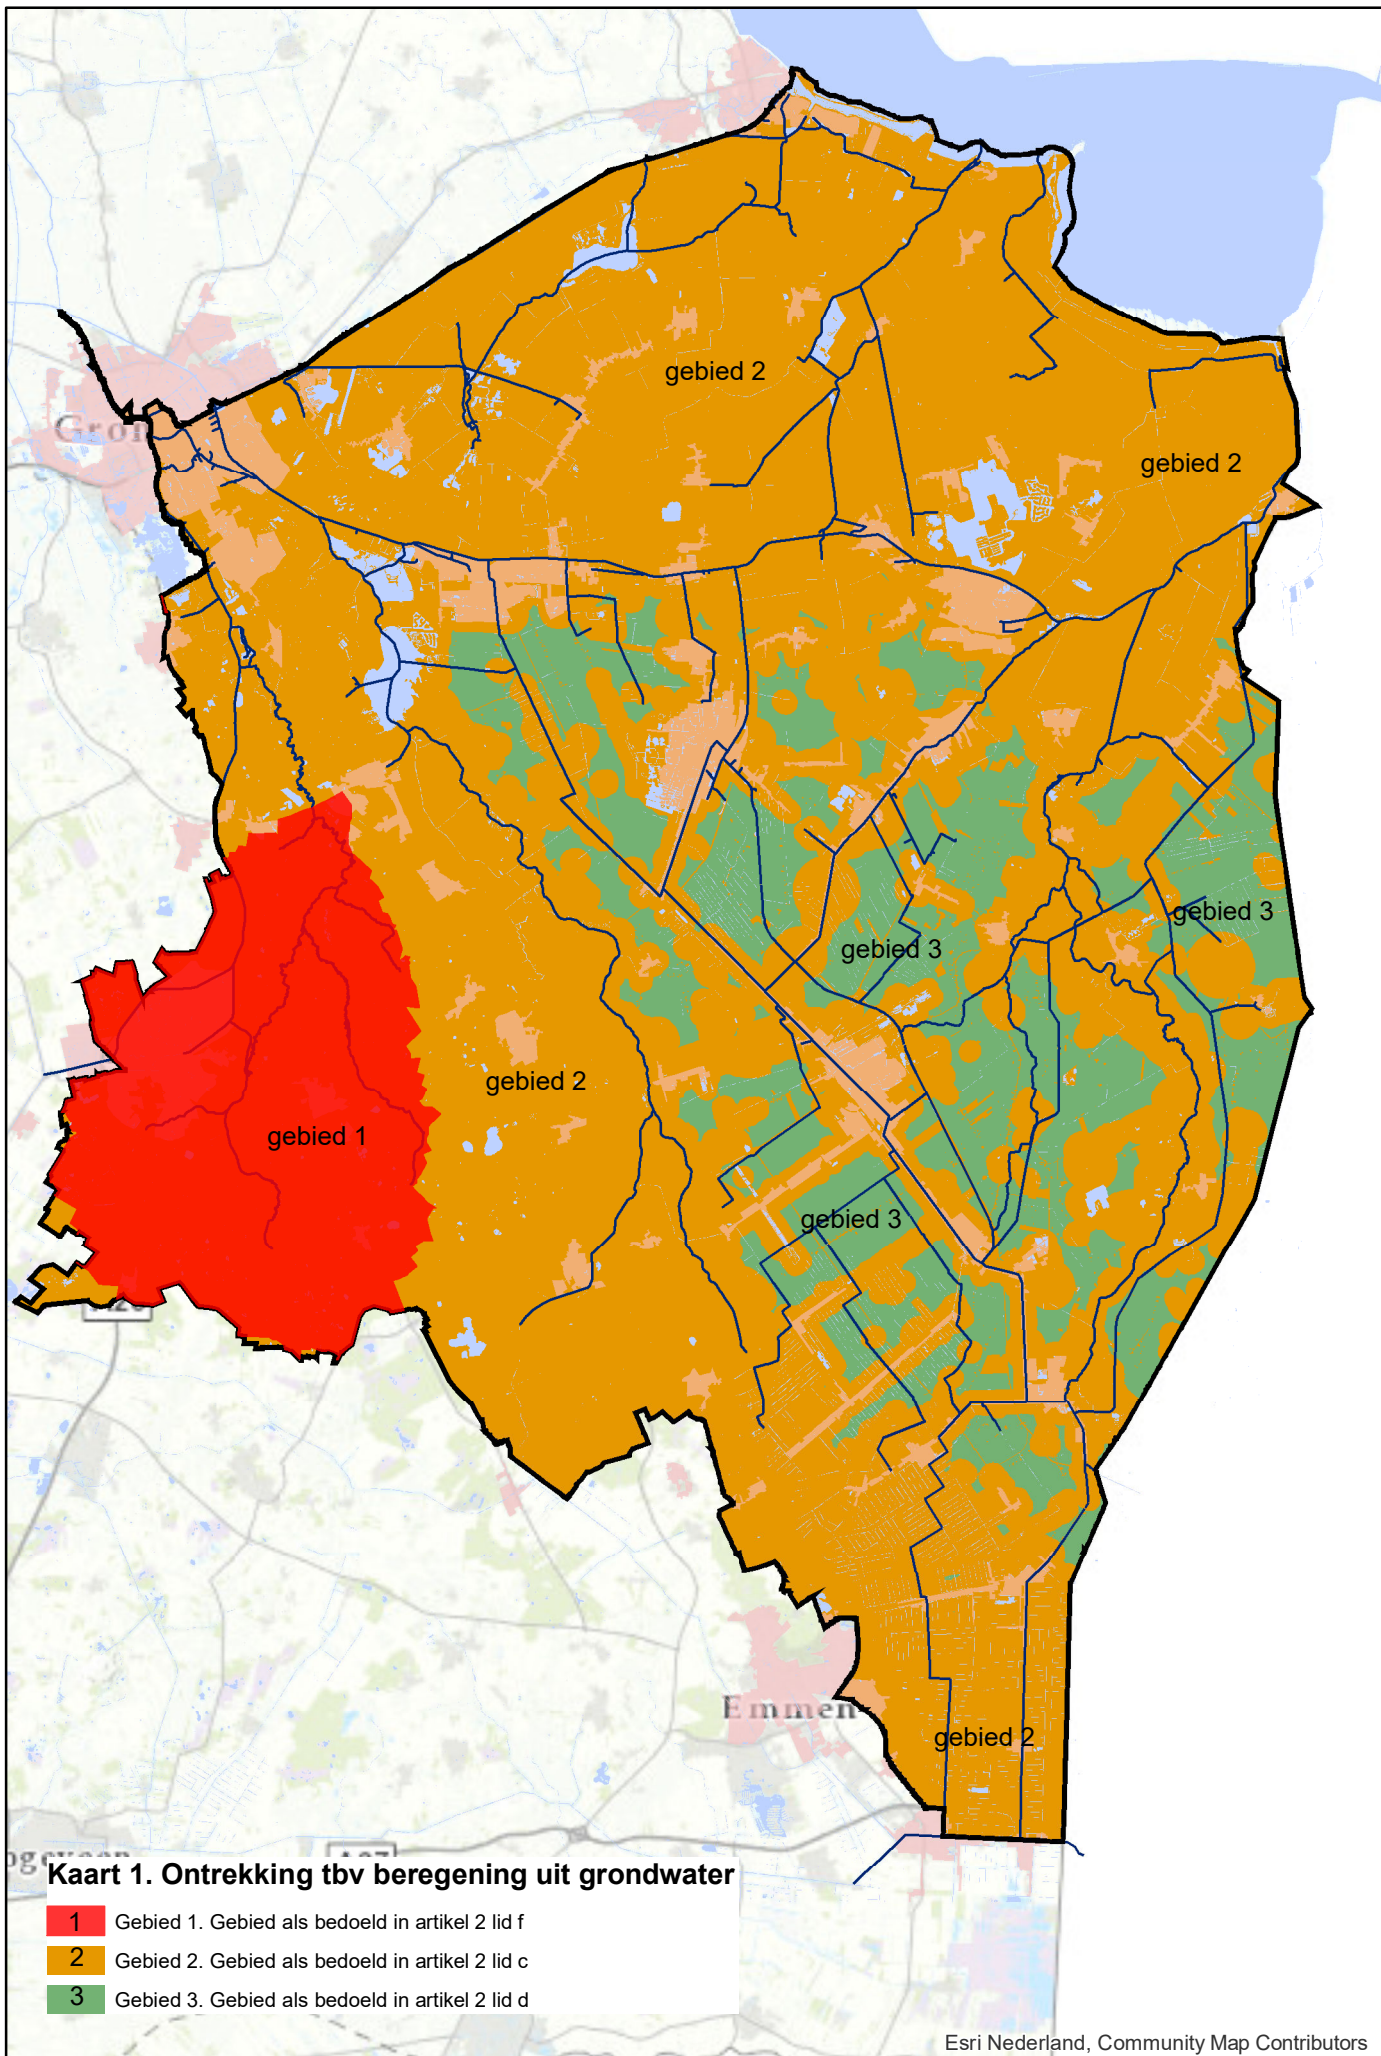 gebied 2
gebied 2
Gron
gebied 3
gebied 3
gebied 2
gebied 1
gebied 3
Emmen
gebied 2
Kaart 1. Ontrekking tbv beregening uit grondwater
1 Gebied 1. Gebied als bedoeld in artikel 2 lid f
2 Gebied 2. Gebied als bedoeld in artikel 2 lid c
3 Gebied 3. Gebied als bedoeld in artikel 2 lid d
Esri Nederland, Community Map Contributors